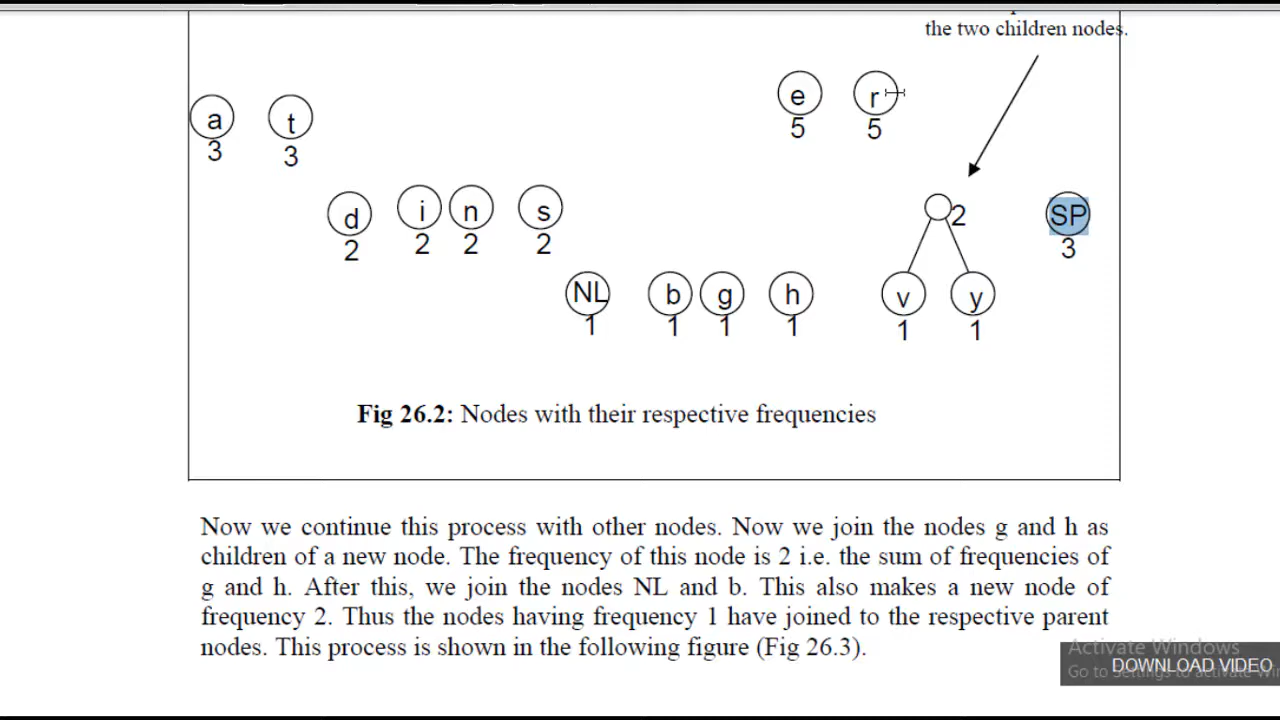 the two children nodes.
e r
5 5
a t
3 3
d i n s 2 SP
2 2 2 2 3
NL b g h v y
1 1 1 1 1 1
Fig 26.2: Nodes with their respective frequencies
Now we continue this process with other nodes. Now we join the nodes g and h as
children of a new node. The frequency of this node is 2 i.e. the sum of frequencies of
g and h. After this, we join the nodes NL and b. This also makes a new node of
frequency 2. Thus the nodes having frequency 1 have joined to the respective parent
nodes. This process is shown in the following figure (Fig 26.3).
Activate Windows
DOWNLOAD VIDEO
Go to Settings to activate